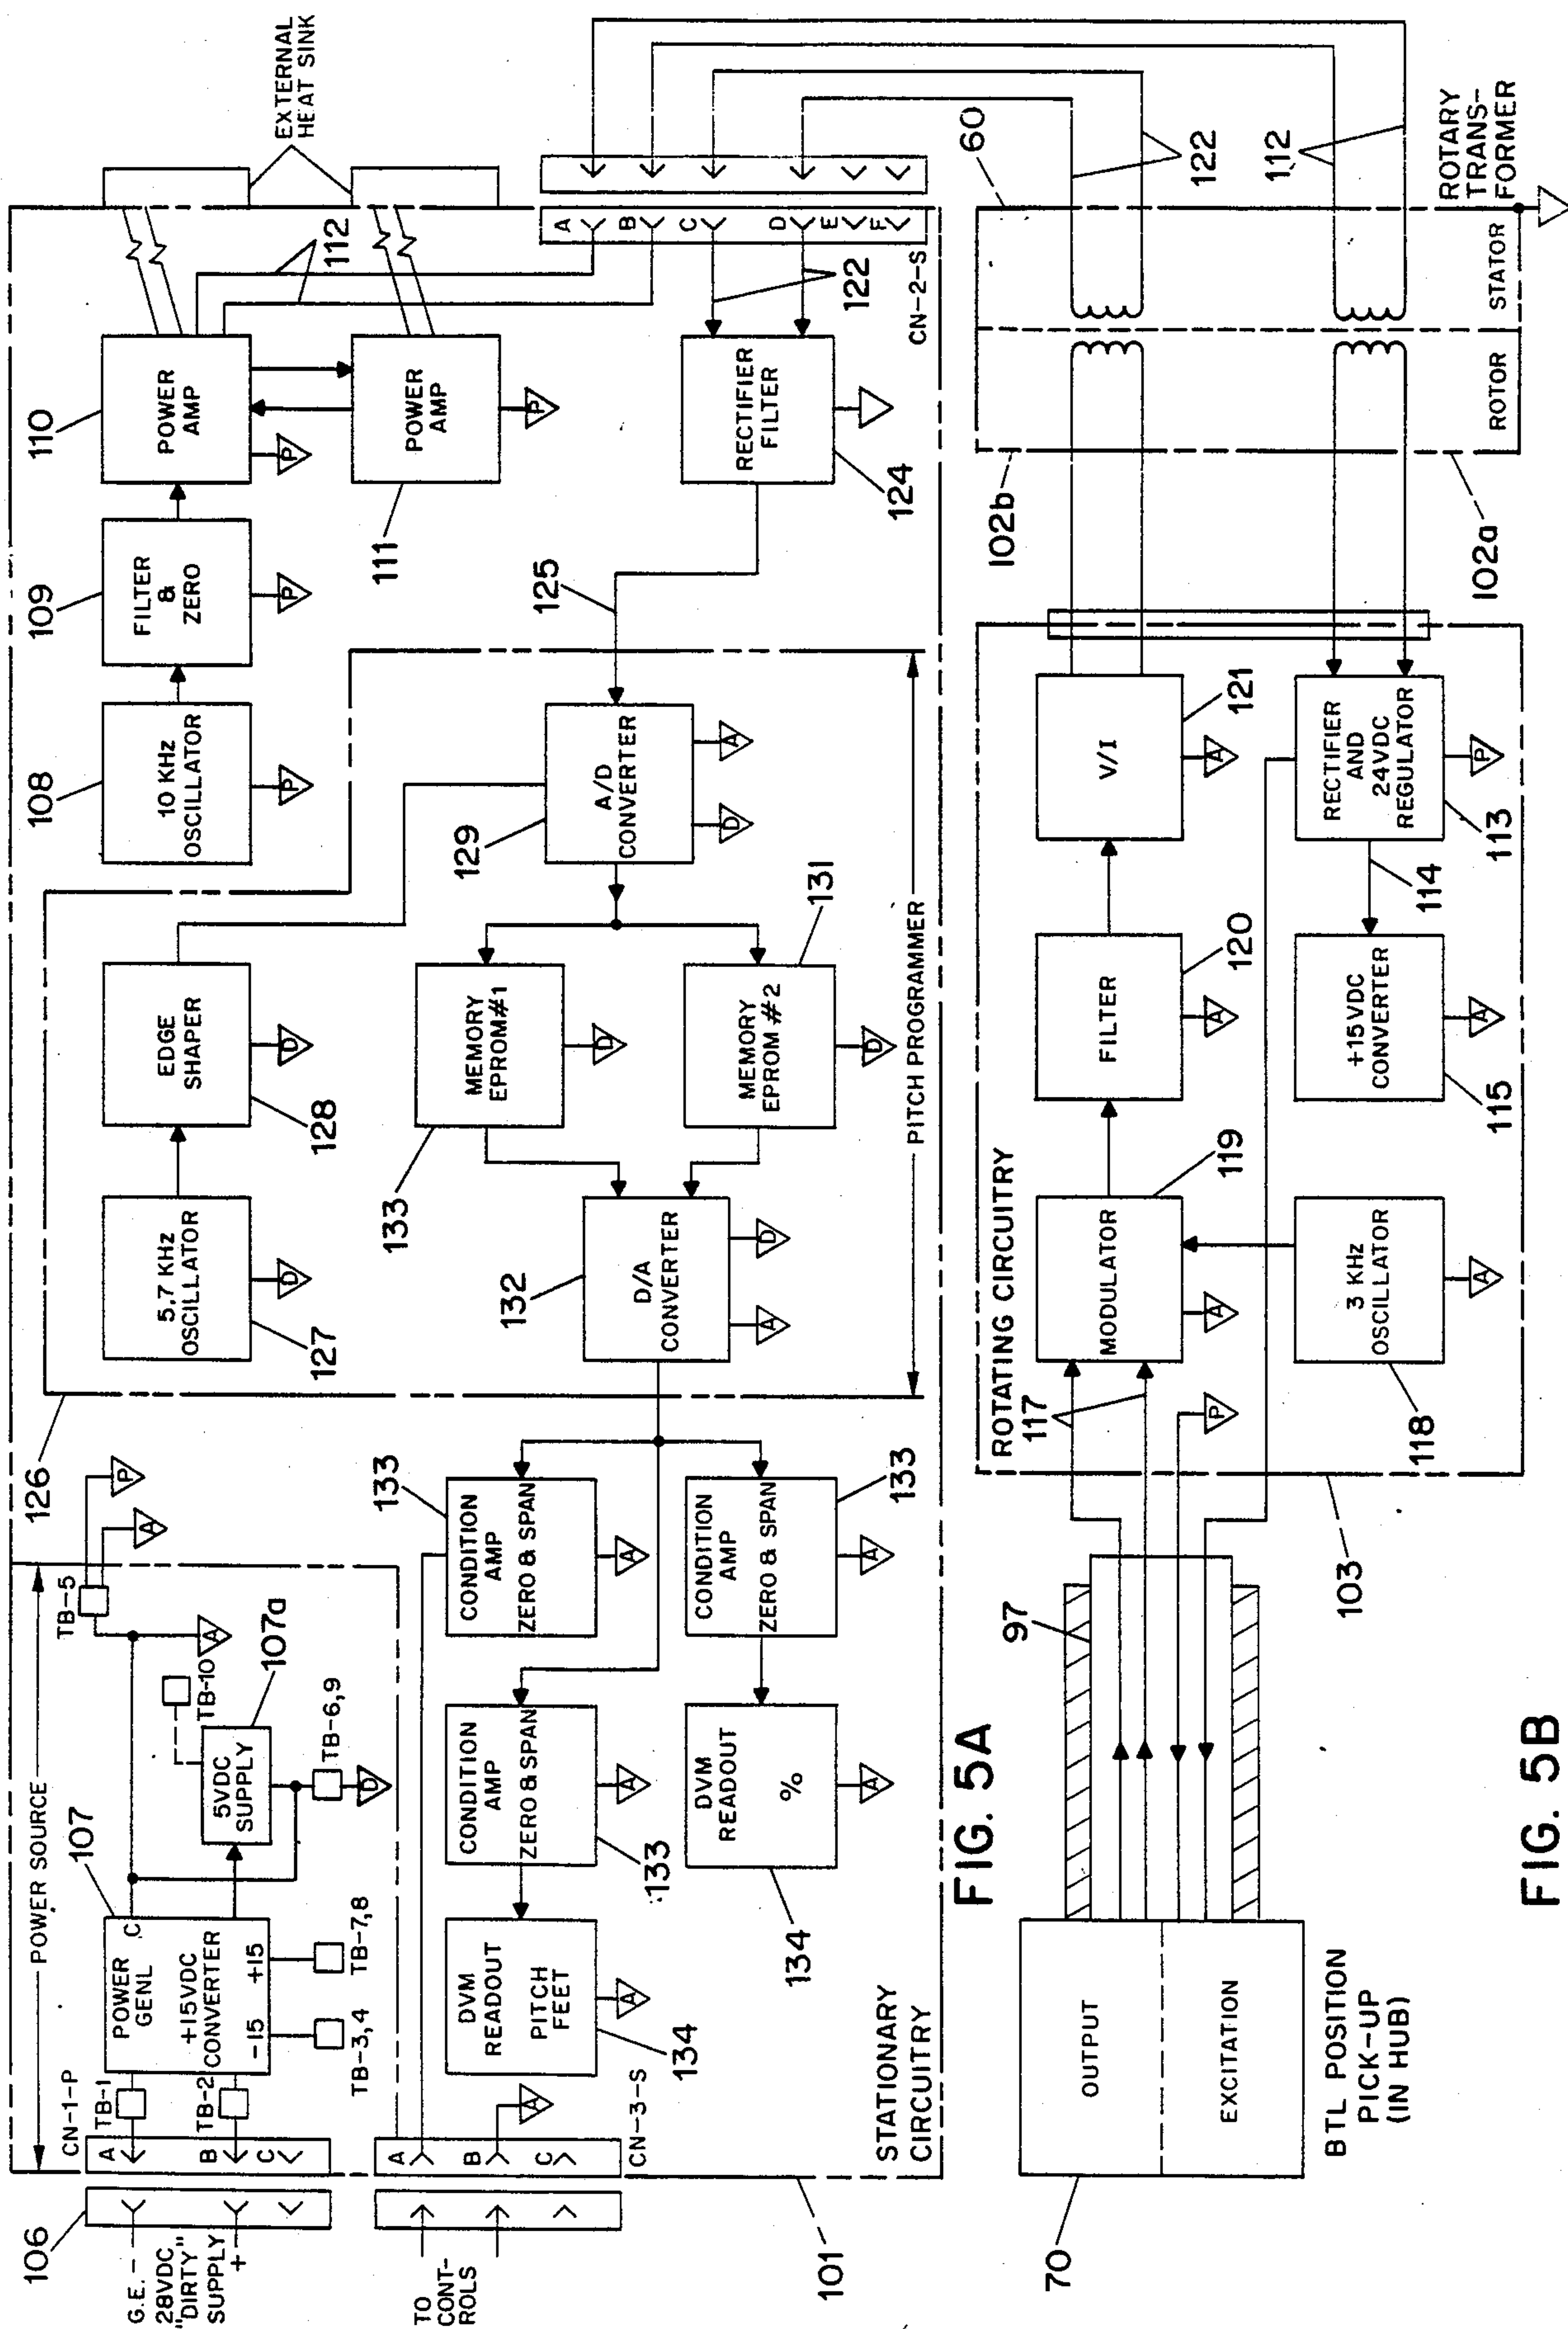 106
G.E. -
28VDC
"DIRTY"
SUPPLY
+
CN-1-P
A
B
C
TB-1
TB-2
POWER SOURCE
107
POWER
GENL
C
+15VDC
CONVERTER
-15
+15
TB-3,4
TB-7,8
5VDC
SUPPLY
107a
TB-10
TB-6,9
D
TB-5
A
P
A
126
5.7 KHz
OSCILLATOR
127
D
EDGE
SHAPER
128
D
108
10 KHz
OSCILLATOR
P
109
FILTER
&
ZERO
P
110
POWER
AMP
P
111
POWER
AMP
P
112
EXTERNAL
HEAT SINK
TO
CONT-
ROLS
A
B
C
CN-3-S
A
DVM
READOUT
PITCH
FEET
134
A
CONDITION
AMP
ZERO & SPAN
133
A
CONDITION
AMP
ZERO & SPAN
133
A
CONDITION
AMP
ZERO & SPAN
133
A
DVM
READOUT
%
134
A
132
D/A
CONVERTER
A
D
133
MEMORY
EPROM#1
D
MEMORY
EPROM #2
131
D
129
A/D
CONVERTER
D
A
125
RECTIFIER
FILTER
124
122
A
B
C
D
E
F
CN-2-S
PITCH PROGRAMMER
STATIONARY
CIRCUITRY
101
FIG. 5A
70
OUTPUT
EXCITATION
BTL POSITION
PICK-UP
(IN HUB)
97
103
ROTATING CIRCUITRY
117
P
MODULATOR
119
A
3 KHz
OSCILLATOR
118
A
FILTER
120
A
+15VDC
CONVERTER
115
A
V/I
121
A
RECTIFIER
AND
24VDC
REGULATOR
113
P
114
102b
102a
ROTOR
STATOR
60
122
112
ROTARY
TRANS-
FORMER
FIG. 5B